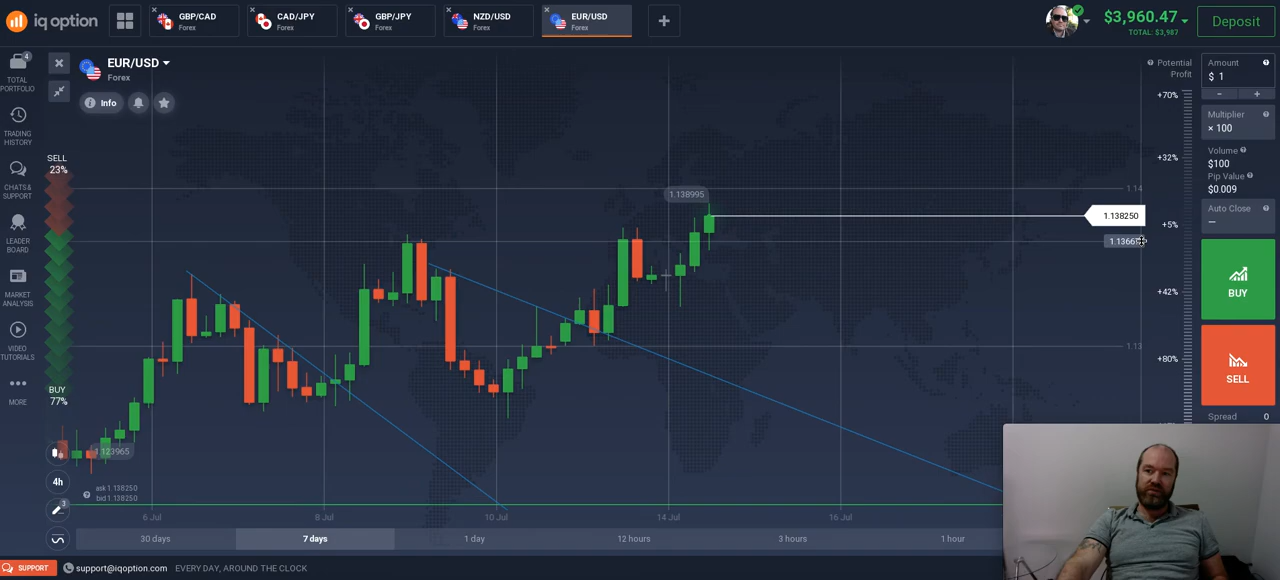 iq option
GBP/CAD
Forex
CAD/JPY
Forex
GBP/JPY
Forex
NZD/USD
Forex
EUR/USD
Forex
$3,960.47
TOTAL: $3,987
Deposit
4
TOTAL
PORTFOLIO
TRADING
HISTORY
CHATS &
SUPPORT
LEADER
BOARD
MARKET
ANALYSIS
VIDEO
TUTORIALS
MORE
EUR/USD
Forex
Info
SELL
23%
BUY
77%
1.123965
4h
3
ask 1.138250
bid 1.138250
1.138995
1.14
1.138250
1.13
6 Jul
8 Jul
10 Jul
14 Jul
16 Jul
30 days
7 days
1 day
12 hours
3 hours
1 hour
Potential
Profit
+70%
+32%
+5%
+42%
+80%
Amount
$ 1
- +
Multiplier
× 100
Volume
$100
Pip Value
$0.009
Auto Close
—
BUY
SELL
Spread 0
SUPPORT
support@iqoption.com
EVERY DAY, AROUND THE CLOCK